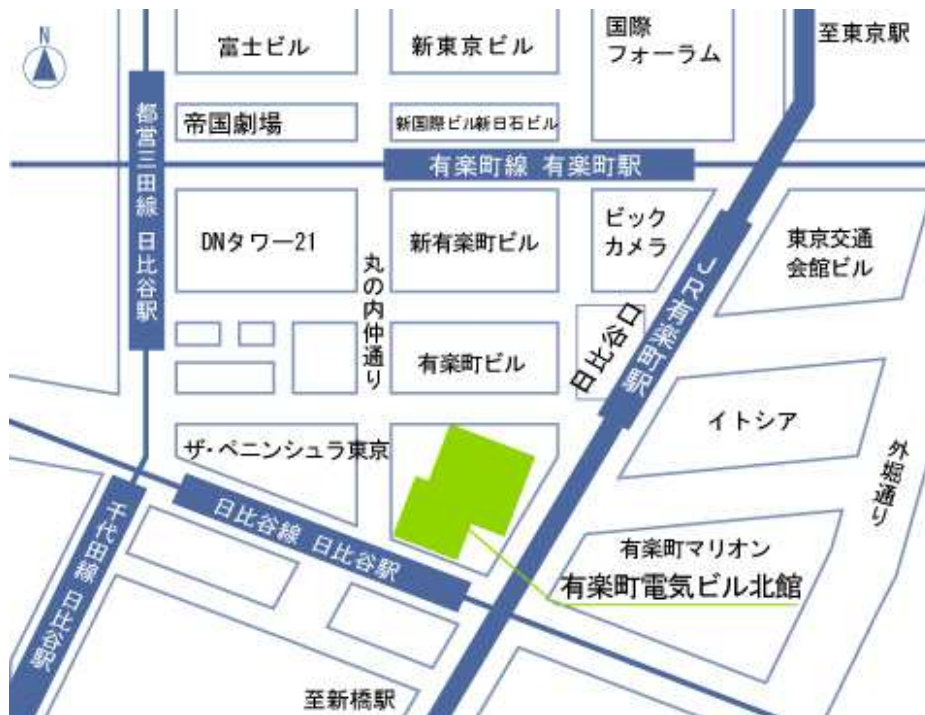 N
富士ビル
新東京ビル
国際
フォーラム
至東京駅
帝国劇場
新国際ビル新日石ビル
都営三田線 日比谷駅
有楽町線 有楽町駅
DNタワー21
丸の内仲通り
新有楽町ビル
ビック
カメラ
東京交通
会館ビル
JR有楽町駅
有楽町ビル
日比谷口
イトシア
外堀通り
ザ・ペニンシュラ東京
千代田線 日比谷駅
日比谷線 日比谷駅
有楽町マリオン
有楽町電気ビル北館
至新橋駅